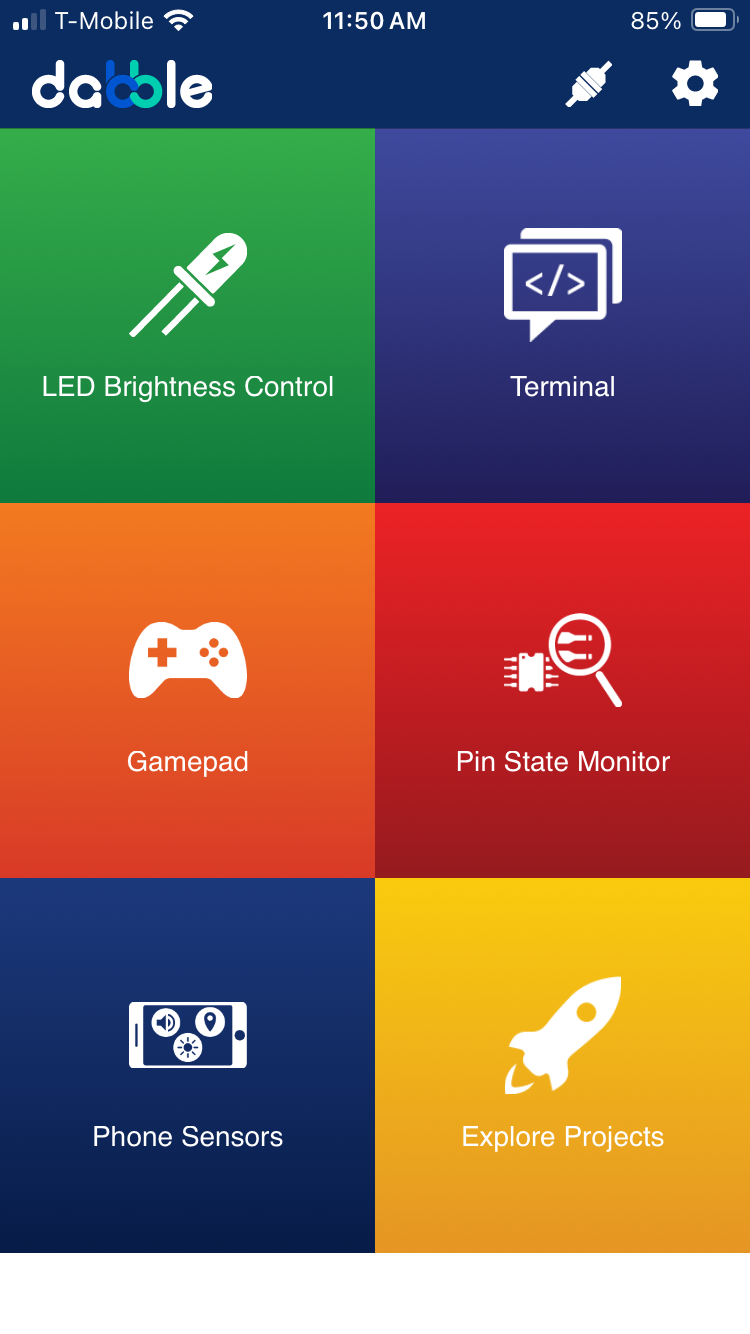 T-Mobile 11:50 AM 85%
dabble
</>
LED Brightness Control Terminal
Gamepad Pin State Monitor
Phone Sensors Explore Projects